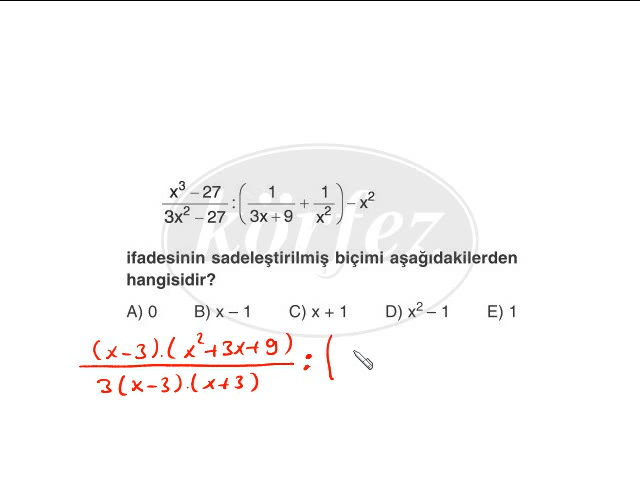 körfez
x³ – 27 / 3x² – 27 : ( 1 / 3x + 9 + 1 / x² ) – x²
ifadesinin sadeleştirilmiş biçimi aşağıdakilerden
hangisidir?
A) 0 B) x – 1 C) x + 1 D) x² – 1 E) 1
(x-3).(x²+3x+9) / 3(x-3).(x+3) : (